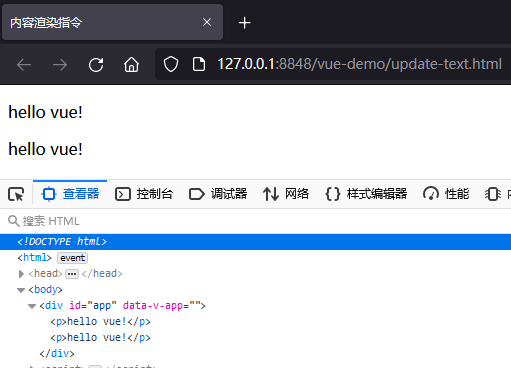 内容渲染指令
127.0.0.1:8848/vue-demo/update-text.html
hello vue!
hello vue!
查看器 控制台 调试器 网络 样式编辑器 性能
搜索 HTML
<!DOCTYPE html>
<html> event
<head> ••• </head>
<body>
<div id="app" data-v-app="">
<p>hello vue!</p>
<p>hello vue!</p>
</div>